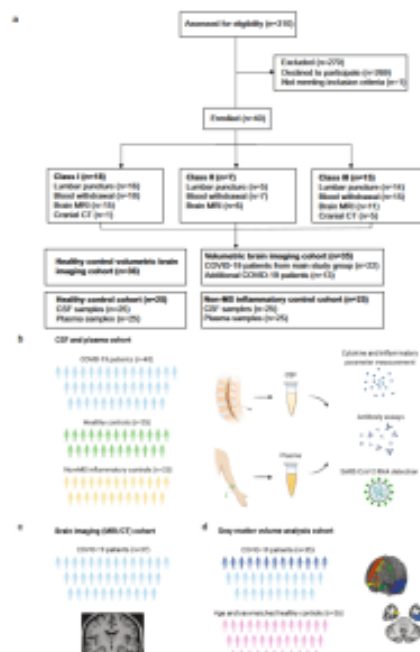 a
Assessed for eligibility (n=310)
Excluded (n=270)
Declined to participate (n=269)
Not meeting inclusion criteria (n=1)
Enrolled (n=40)
Class I (n=18)
Lumbar puncture (n=16)
Blood withdrawal (n=18)
Brain MRI (n=15)
Cranial CT (n=1)
Class II (n=7)
Lumbar puncture (n=5)
Blood withdrawal (n=7)
Brain MRI (n=6)
Class III (n=15)
Lumbar puncture (n=14)
Blood withdrawal (n=15)
Brain MRI (n=11)
Cranial CT (n=5)
Healthy control volumetric brain
imaging cohort (n=36)
Volumetric brain imaging cohort (n=35)
COVID-19 patients from main study group (n=22)
Additional COVID-19 patients (n=13)
Healthy control cohort (n=25)
CSF samples (n=25)
Plasma samples (n=25)
Non-MS inflammatory control cohort (n=25)
CSF samples (n=25)
Plasma samples (n=25)
b CSF and plasma cohort
COVID-19 patients (n=40)
Healthy controls (n=25)
Non-MS inflammatory controls (n=25)
CSF
Plasma
Cytokine and inflammatory
parameter measurement
Antibody assays
SARS-CoV-2 RNA detection
c Brain imaging (MRI/CT) cohort
COVID-19 patients (n=37)
d Gray matter volume analysis cohort
COVID-19 patients (n=35)
Age and sex matched healthy controls (n=36)